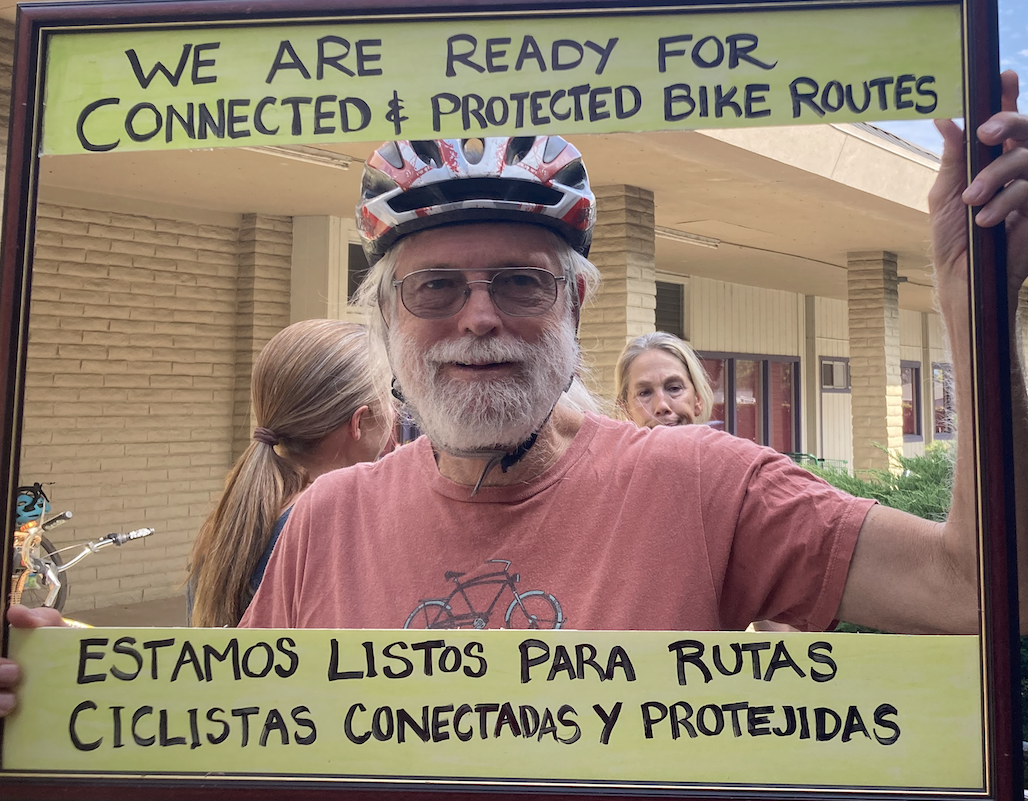 WE ARE READY FOR
CONNECTED & PROTECTED BIKE ROUTES
ESTAMOS LISTOS PARA RUTAS
CICLISTAS CONECTADAS Y PROTEJIDAS